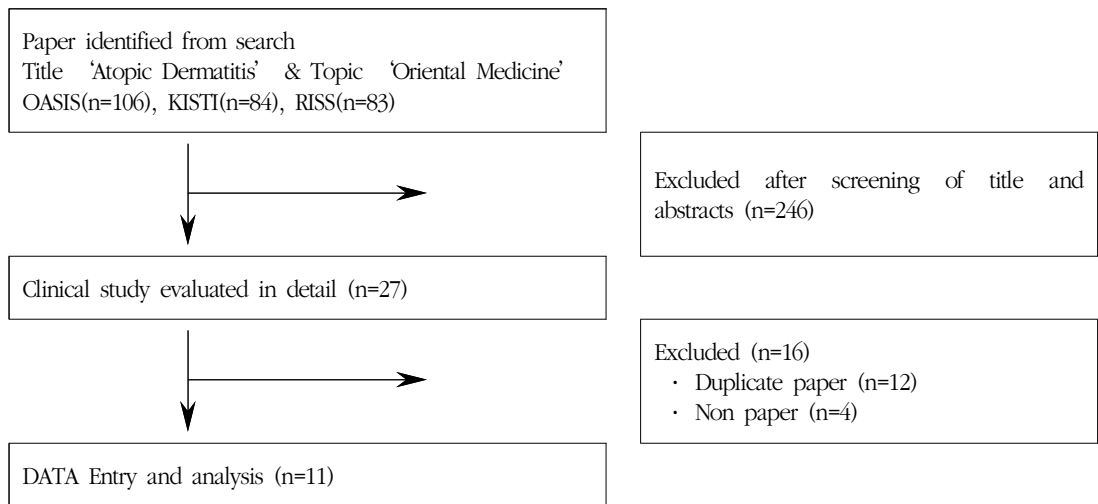 Paper identified from search
Title ‘Atopic Dermatitis’ & Topic ‘Oriental Medicine’
OASIS(n=106), KISTI(n=84), RISS(n=83)
Excluded after screening of title and
abstracts (n=246)
Clinical study evaluated in detail (n=27)
Excluded (n=16)
· Duplicate paper (n=12)
· Non paper (n=4)
DATA Entry and analysis (n=11)